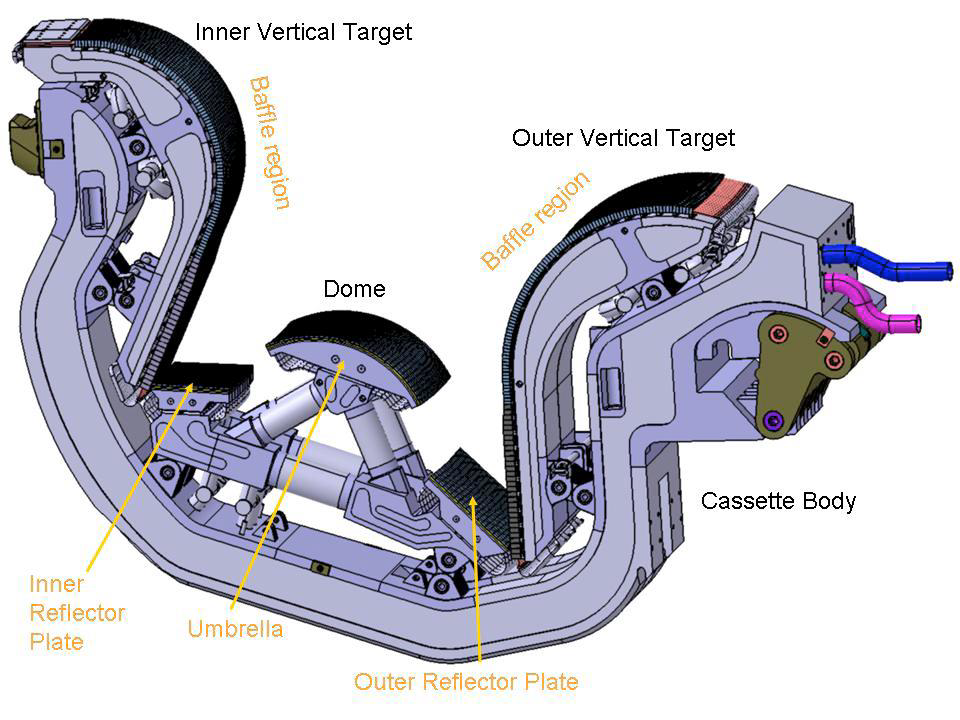 Inner Vertical Target
Baffle region
Outer Vertical Target
Baffle region
Dome
Cassette Body
Inner
Reflector
Plate
Umbrella
Outer Reflector Plate